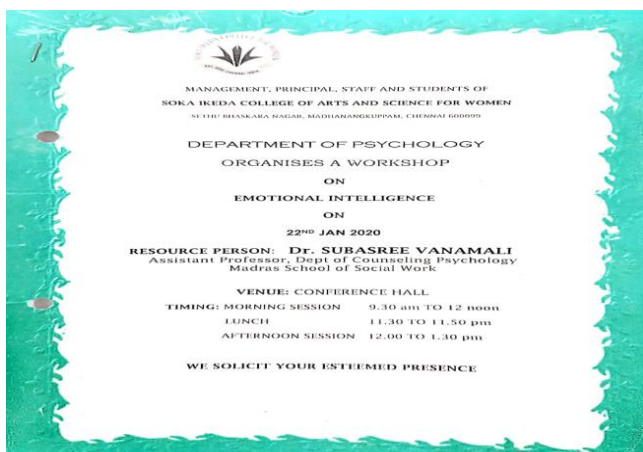 MANAGEMENT, PRINCIPAL, STAFF AND STUDENTS OF
SOKA IKEDA COLLEGE OF ARTS AND SCIENCE FOR WOMEN
SETHU BHASKARA NAGAR, MADHANANGKUPPAM, CHENNAI 600099
DEPARTMENT OF PSYCHOLOGY
ORGANISES A WORKSHOP
ON
EMOTIONAL INTELLIGENCE
ON
22ND JAN 2020
RESOURCE PERSON: Dr. SUBASREE VANAMALI
Assistant Professor, Dept of Counseling Psychology
Madras School of Social Work
VENUE: CONFERENCE HALL
TIMING: MORNING SESSION 9.30 am TO 12 noon
LUNCH 11.30 TO 11.50 pm
AFTERNOON SESSION 12.00 TO 1.30 pm
WE SOLICIT YOUR ESTEEMED PRESENCE